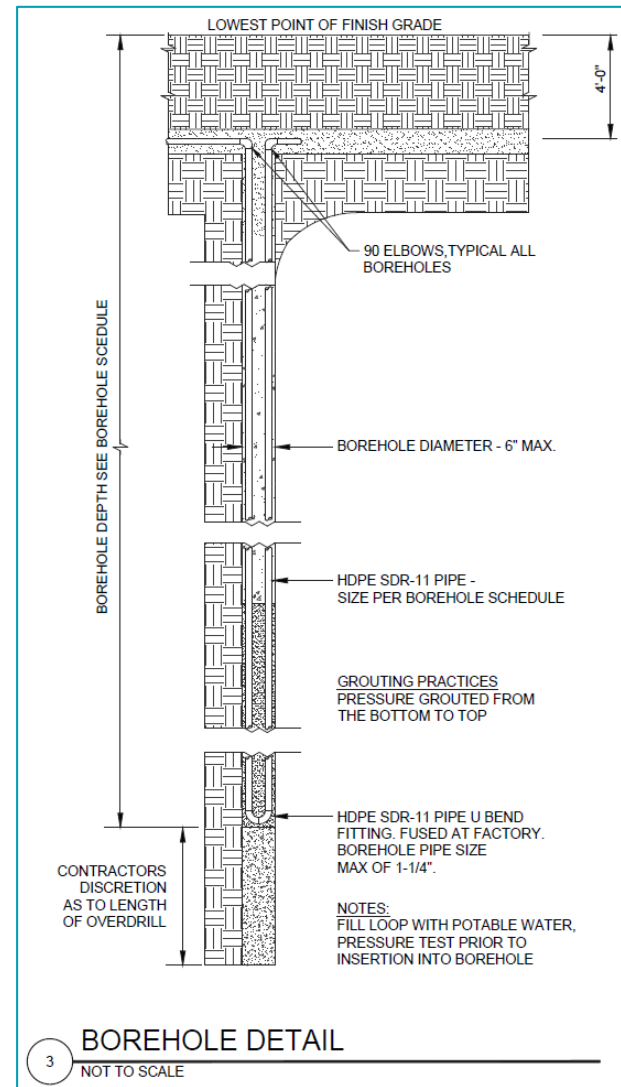 LOWEST POINT OF FINISH GRADE
4'-0"
90 ELBOWS,TYPICAL ALL
BOREHOLES
BOREHOLE DEPTH SEE BOREHOLE SCEDULE
BOREHOLE DIAMETER - 6" MAX.
HDPE SDR-11 PIPE -
SIZE PER BOREHOLE SCHEDULE
GROUTING PRACTICES
PRESSURE GROUTED FROM
THE BOTTOM TO TOP
HDPE SDR-11 PIPE U BEND
FITTING. FUSED AT FACTORY.
BOREHOLE PIPE SIZE
MAX OF 1-1/4".
CONTRACTORS
DISCRETION
AS TO LENGTH
OF OVERDRILL
NOTES:
FILL LOOP WITH POTABLE WATER,
PRESSURE TEST PRIOR TO
INSERTION INTO BOREHOLE
3
BOREHOLE DETAIL
NOT TO SCALE